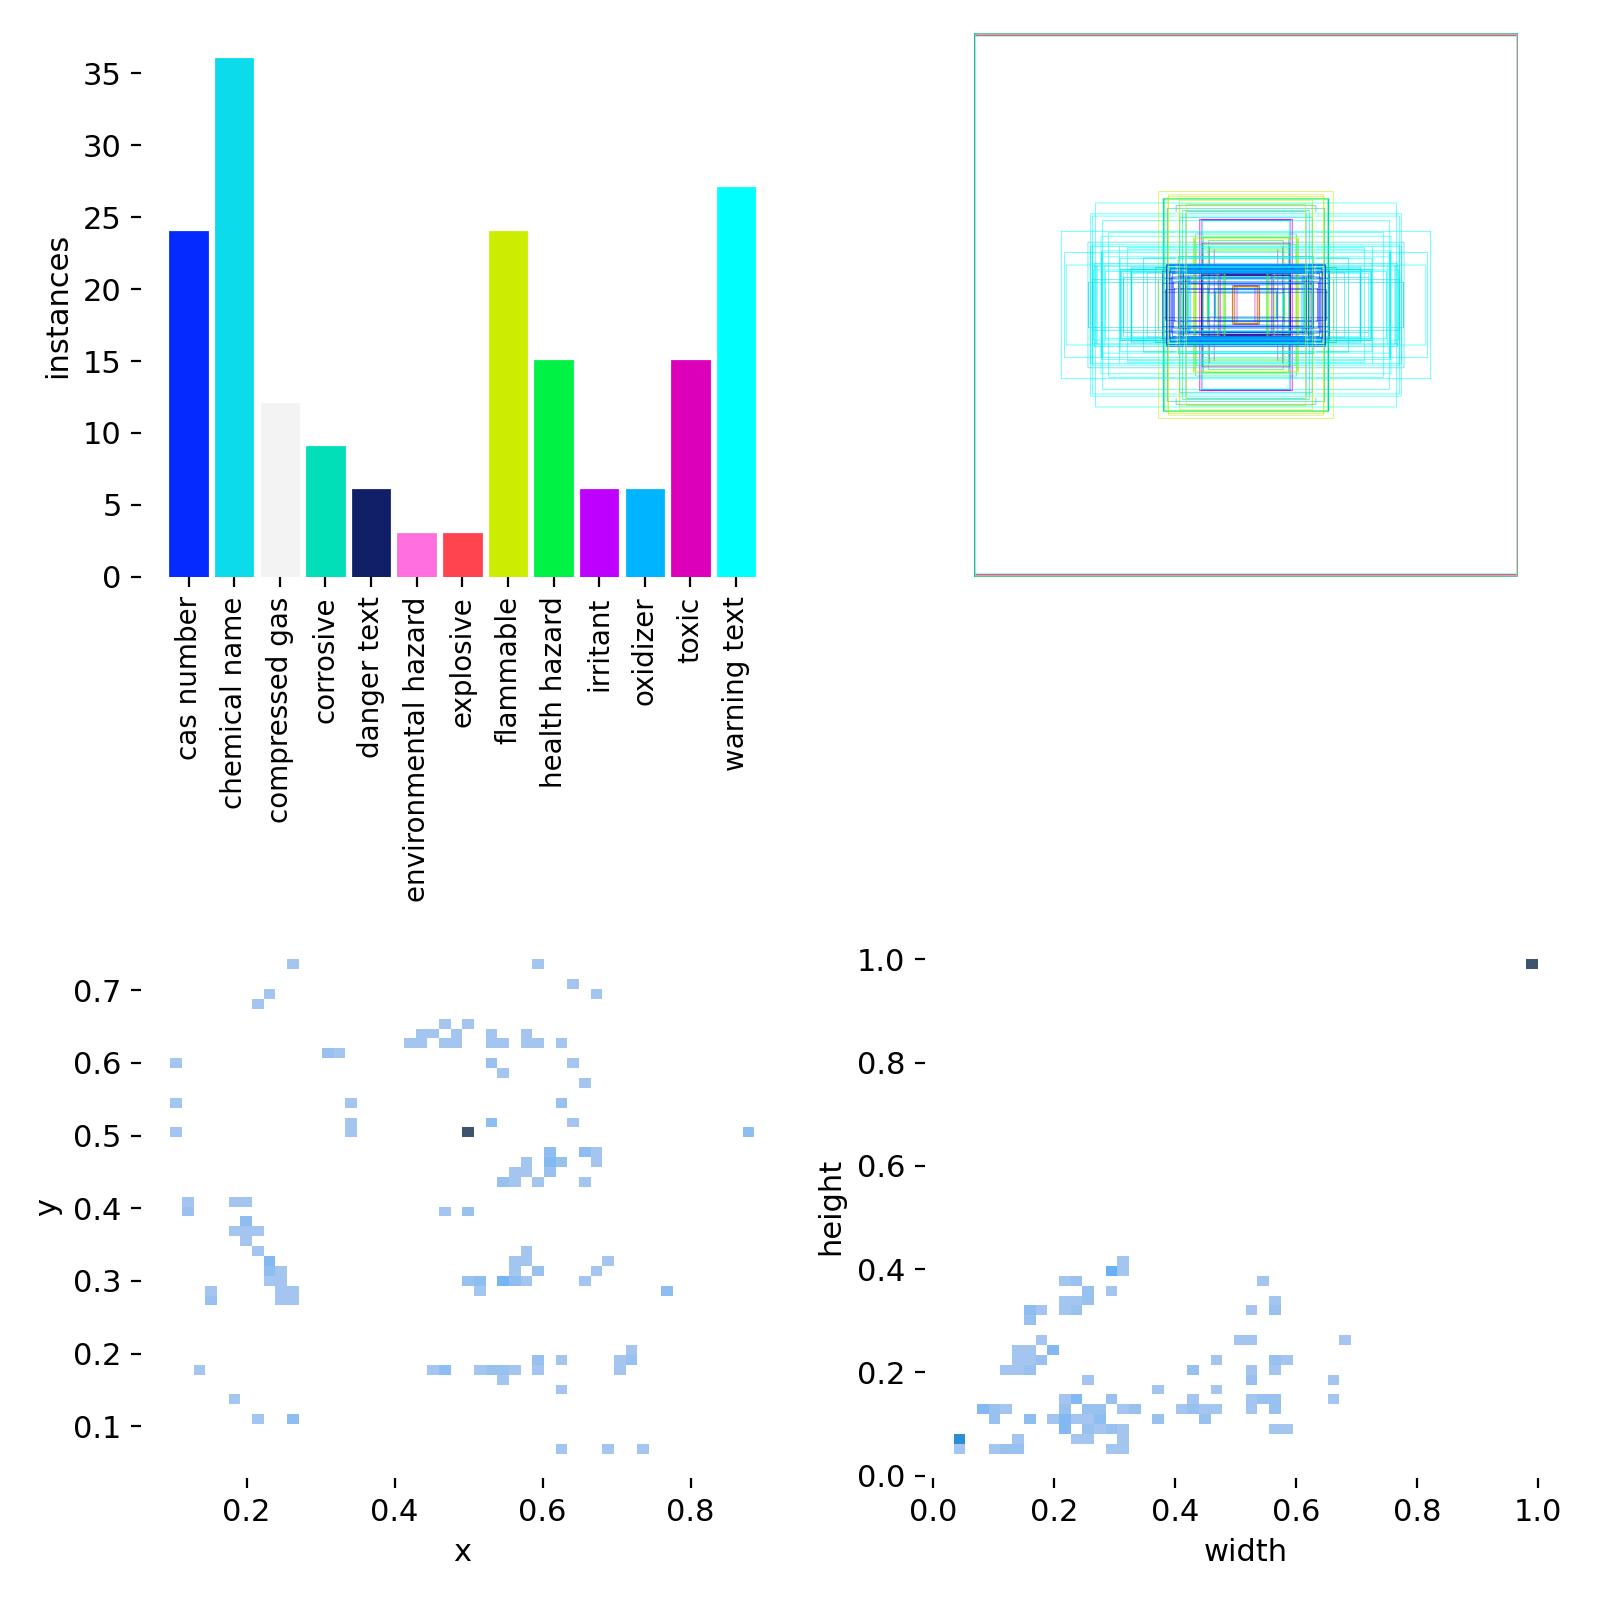 35
30
25
20
15
10
5
0
instances
cas number
chemical name
compressed gas
corrosive
danger text
environmental hazard
explosive
flammable
health hazard
irritant
oxidizer
toxic
warning text
0.7
0.6
0.5
0.4
0.3
0.2
0.1
y
0.2 0.4 0.6 0.8
x
1.0
0.8
0.6
0.4
0.2
0.0
height
0.0 0.2 0.4 0.6 0.8 1.0
width